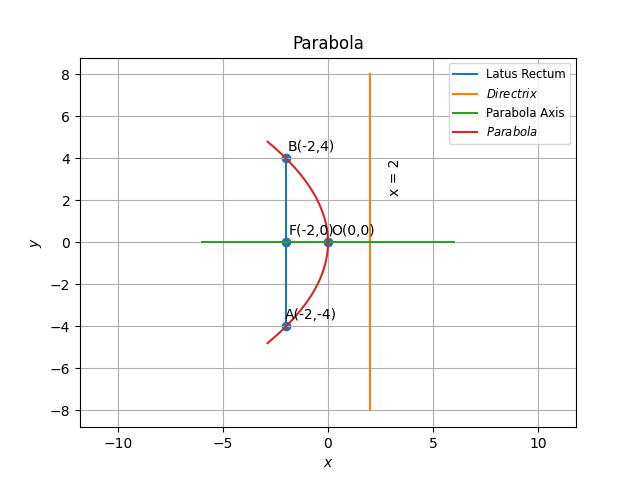 Parabola
Latus Rectum
Directrix
Parabola Axis
Parabola
8
6
4
2
0
−2
−4
−6
−8
y
B(-2,4)
x = 2
F(-2,0)
O(0,0)
A(-2,-4)
−10
−5
0
5
10
x